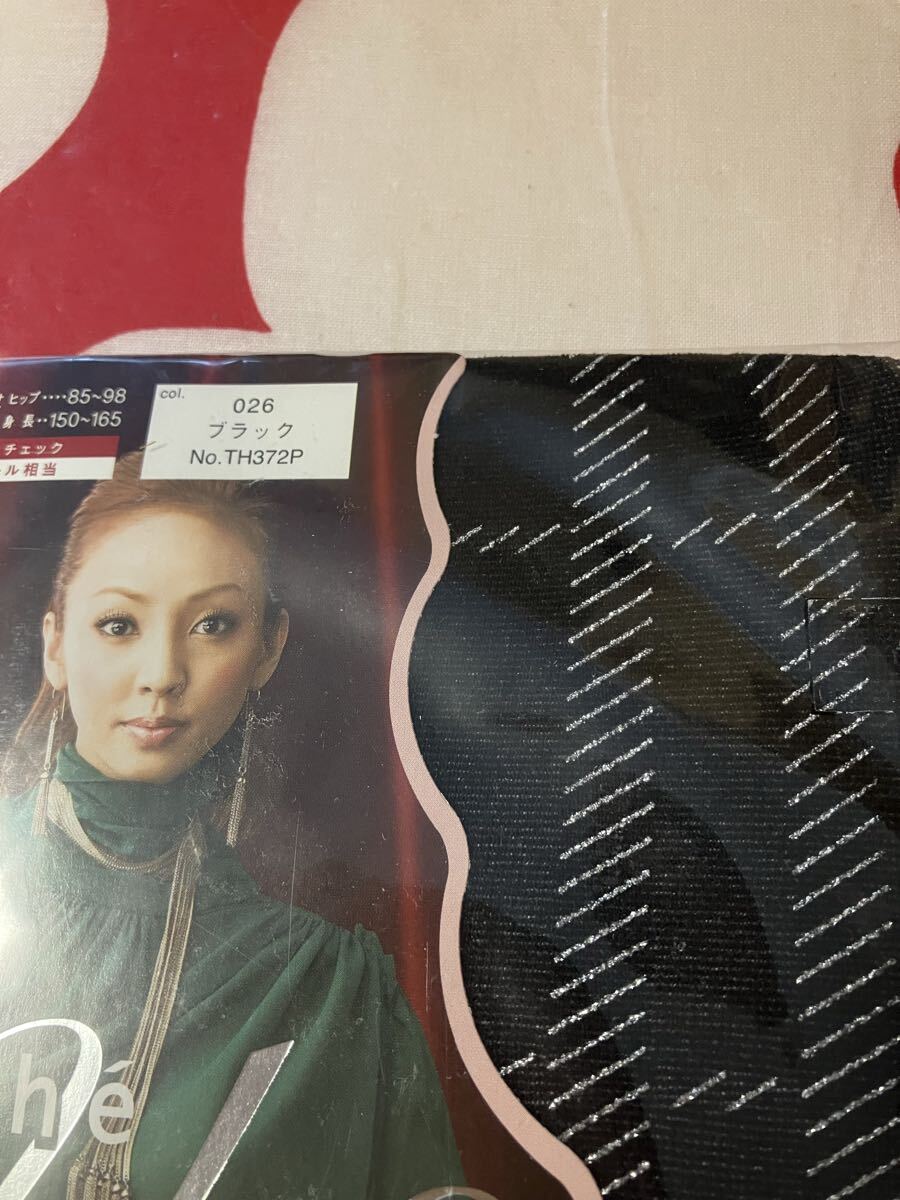 ヒップ‥‥85~98
身 長‥150~165
チェック
ル相当
col.
026
ブラック
No.TH372P
hé